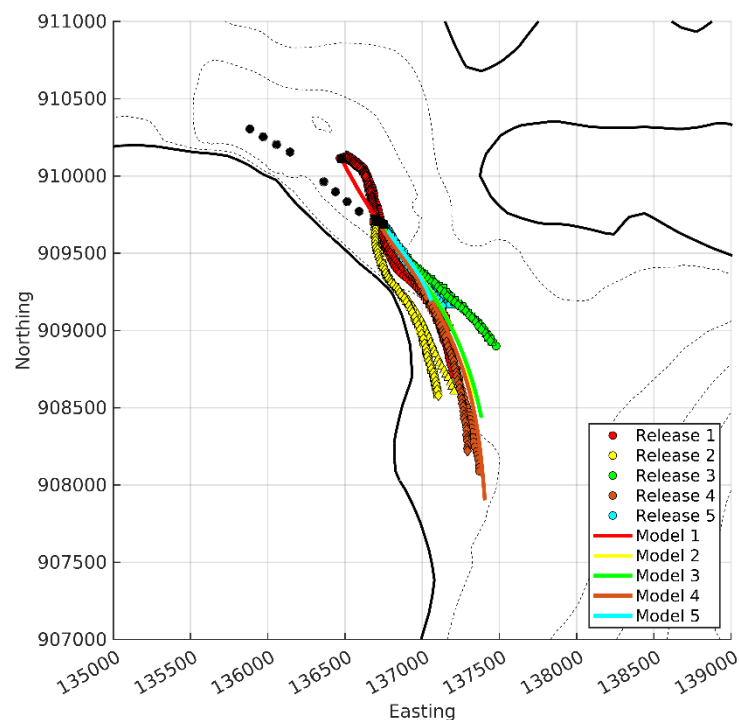 911000
910500
910000
909500
909000
908500
908000
907500
907000
Northing
135000
135500
136000
136500
137000
137500
138000
138500
139000
Easting
Release 1
Release 2
Release 3
Release 4
Release 5
Model 1
Model 2
Model 3
Model 4
Model 5